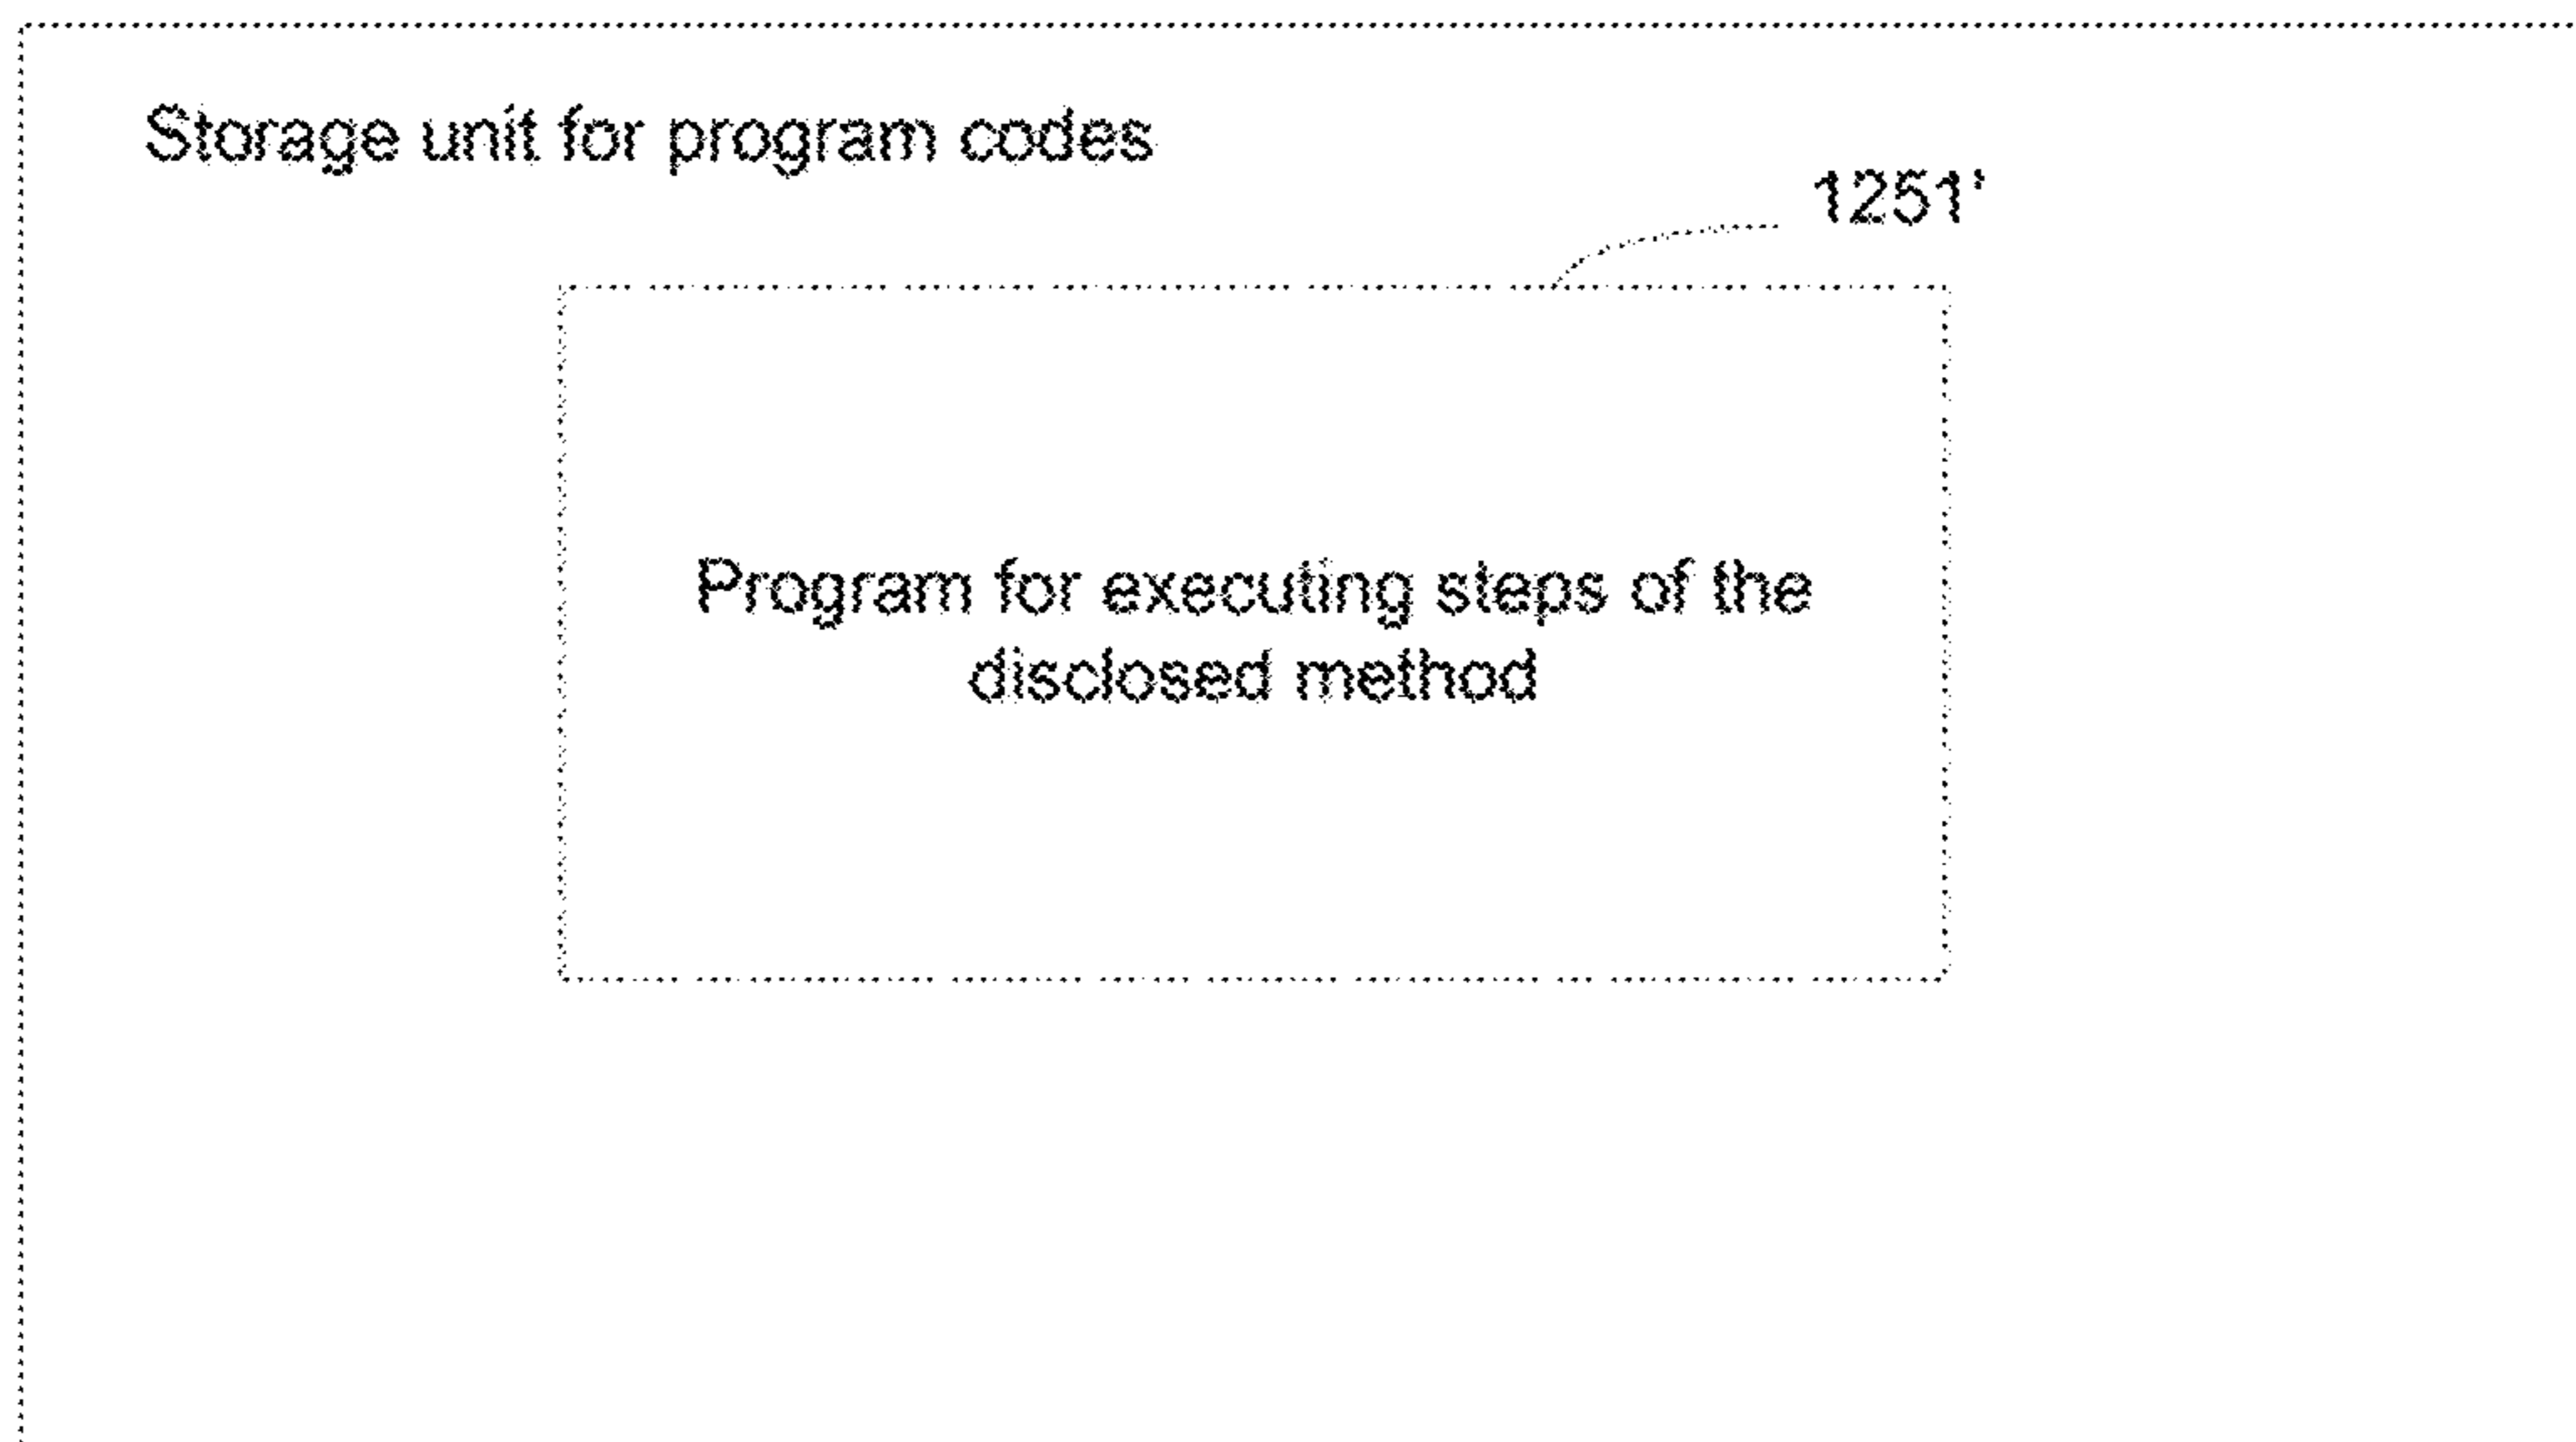 Storage unit for program codes
1251'
Program for executing steps of the
disclosed method